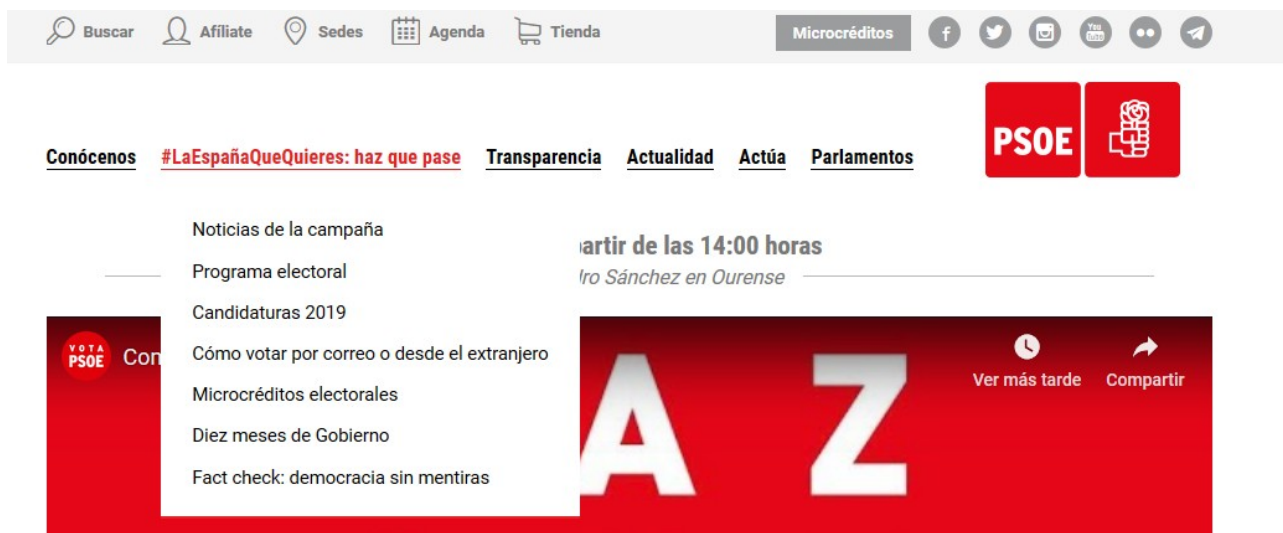 Buscar Afíliate Sedes Agenda Tienda Microcréditos f You Tube
PSOE
Conócenos #LaEspañaQueQuieres: haz que pase Transparencia Actualidad Actúa Parlamentos
Noticias de la campaña
partir de las 14:00 horas
Programa electoral
Sánchez en Ourense
Candidaturas 2019
Cómo votar por correo o desde el extranjero
VOTA PSOE Con A Z Ver más tarde Compartir
Microcréditos electorales
Diez meses de Gobierno
Fact check: democracia sin mentiras